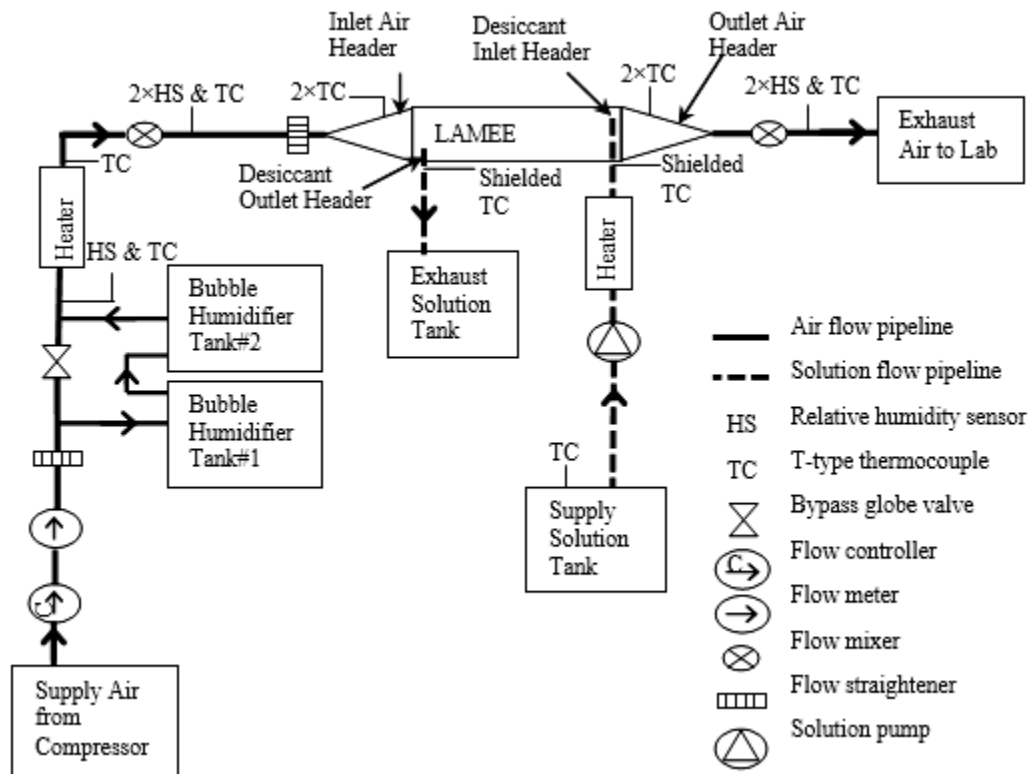 Inlet Air
Header
Desiccant
Inlet Header
Outlet Air
Header
2×HS & TC
2×TC
2×TC
2×HS & TC
LAMEE
Exhaust
Air to Lab
TC
Desiccant
Outlet Header
Shielded
TC
Shielded
TC
Heater
HS & TC
Heater
Bubble
Humidifier
Tank#2
Exhaust
Solution
Tank
Bubble
Humidifier
Tank#1
TC
Supply
Solution
Tank
C
Supply Air
from
Compressor
Air flow pipeline
Solution flow pipeline
HS Relative humidity sensor
TC T-type thermocouple
Bypass globe valve
C Flow controller
Flow meter
Flow mixer
Flow straightener
Solution pump